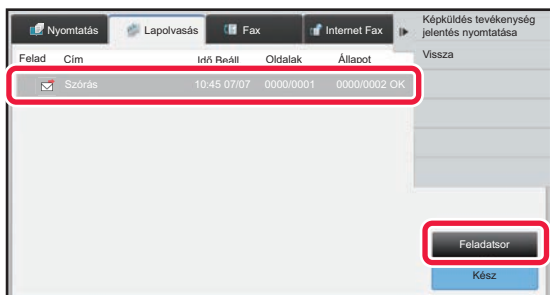 Nyomtatás Lapolvasás Fax Internet Fax
Képküldés tevékenység
jelentés nyomtatása
Vissza
Felad Cím Idő Beáll Oldalak Állapot
Szórás 10:45 07/07 0000/0001 0000/0002 OK
Feladatsor
Kész